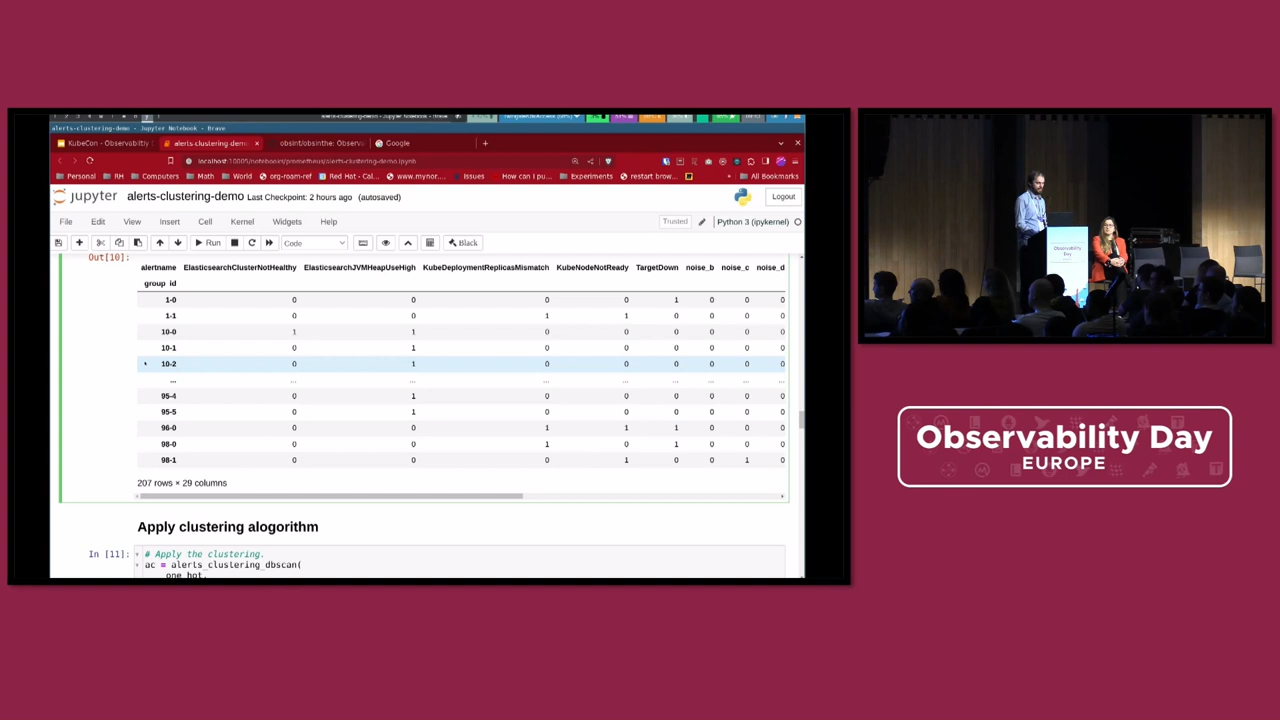 alerts-clustering-demo - Jupyter Notebook - Brave
KubeCon - Observability
alerts-clustering-demo
obsint/obsinthe: Observa
Google
localhost:10005/notebooks/prometheus/alerts-clustering-demo.ipynb
Personal RH Computers Math World org-roam-ref Red Hat - Cal... www.mynor... Issues How can I pu... Experiments restart brow... All Bookmarks
jupyter alerts-clustering-demo Last Checkpoint: 2 hours ago (autosaved) Logout
File Edit View Insert Cell Kernel Widgets Help Trusted Python 3 (ipykernel)
Run Code Black
Out[10]:
alertname ElasticsearchClusterNotHealthy ElasticsearchJVMHeapUseHigh KubeDeploymentReplicasMismatch KubeNodeNotReady TargetDown noise_b noise_c noise_d
group_id
1-0 0 0 0 0 1 0 0 0
1-1 0 0 1 1 0 0 0 0
10-0 1 1 0 0 0 0 0 0
10-1 0 1 0 0 0 0 0 0
10-2 0 1 0 0 0 0 0 0
... ... ... ... ... ... ... ... ...
95-4 0 1 0 0 0 0 0 0
95-5 0 1 0 0 0 0 0 0
96-0 0 0 1 1 1 0 0 0
98-0 0 0 1 0 1 0 0 0
98-1 0 0 0 1 0 0 1 0
207 rows × 29 columns
Apply clustering alogorithm
In [11]: # Apply the clustering.
ac = alerts_clustering_dbscan(
one_hot,
Observability
Day
Observability Day
EUROPE